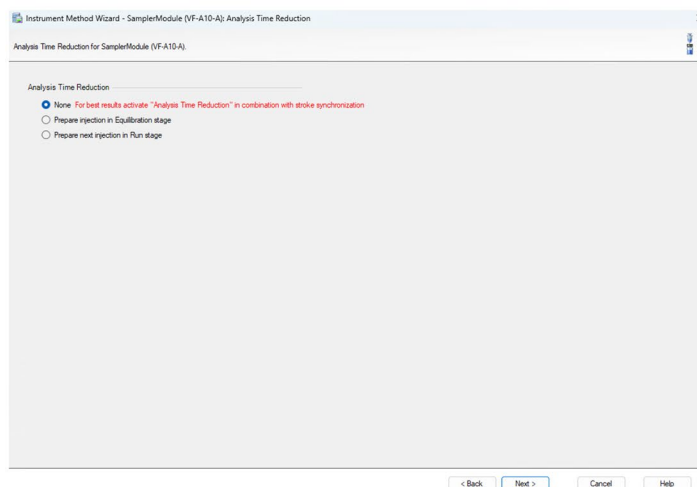 Instrument Method Wizard - SamplerModule (VF-A10-A): Analysis Time Reduction
Analysis Time Reduction for SamplerModule (VF-A10-A).
Analysis Time Reduction
None For best results activate "Analysis Time Reduction" in combination with stroke synchronization
Prepare injection in Equilibration stage
Prepare next injection in Run stage
< Back Next > Cancel Help